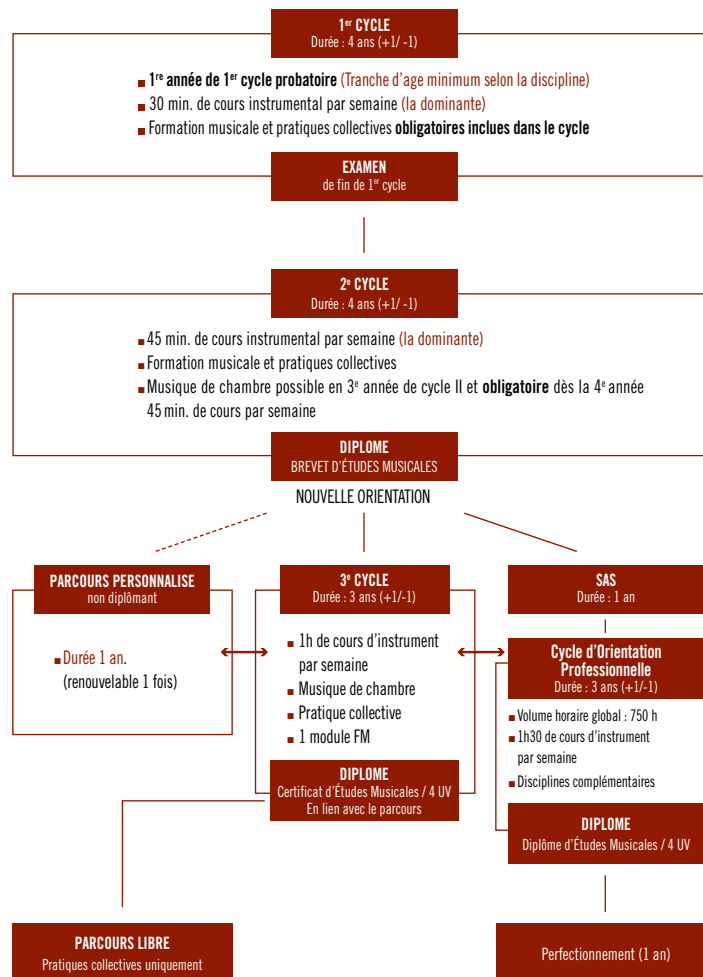 1er CYCLE
Durée : 4 ans (+1/ -1)
■ 1re année de 1er cycle probatoire (Tranche d'age minimum selon la discipline)
■ 30 min. de cours instrumental par semaine (la dominante)
■ Formation musicale et pratiques collectives obligatoires inclues dans le cycle
EXAMEN
de fin de 1er cycle
2e CYCLE
Durée : 4 ans (+1/ -1)
■ 45 min. de cours instrumental par semaine (la dominante)
■ Formation musicale et pratiques collectives
■ Musique de chambre possible en 3e année de cycle II et obligatoire dès la 4e année
45 min. de cours par semaine
DIPLOME
BREVET D'ÉTUDES MUSICALES
NOUVELLE ORIENTATION
PARCOURS PERSONNALISE
non diplômant
■ Durée 1 an.
(renouvelable 1 fois)
3e CYCLE
Durée : 3 ans (+1/-1)
■ 1h de cours d'instrument
par semaine
■ Musique de chambre
■ Pratique collective
■ 1 module FM
DIPLOME
Certificat d'Études Musicales / 4 UV
En lien avec le parcours
SAS
Durée : 1 an
Cycle d'Orientation
Professionnelle
Durée : 3 ans (+1/-1)
■ Volume horaire global : 750 h
■ 1h30 de cours d'instrument
par semaine
■ Disciplines complémentaires
DIPLOME
Diplôme d'Études Musicales / 4 UV
PARCOURS LIBRE
Pratiques collectives uniquement
Perfectionnement (1 an)